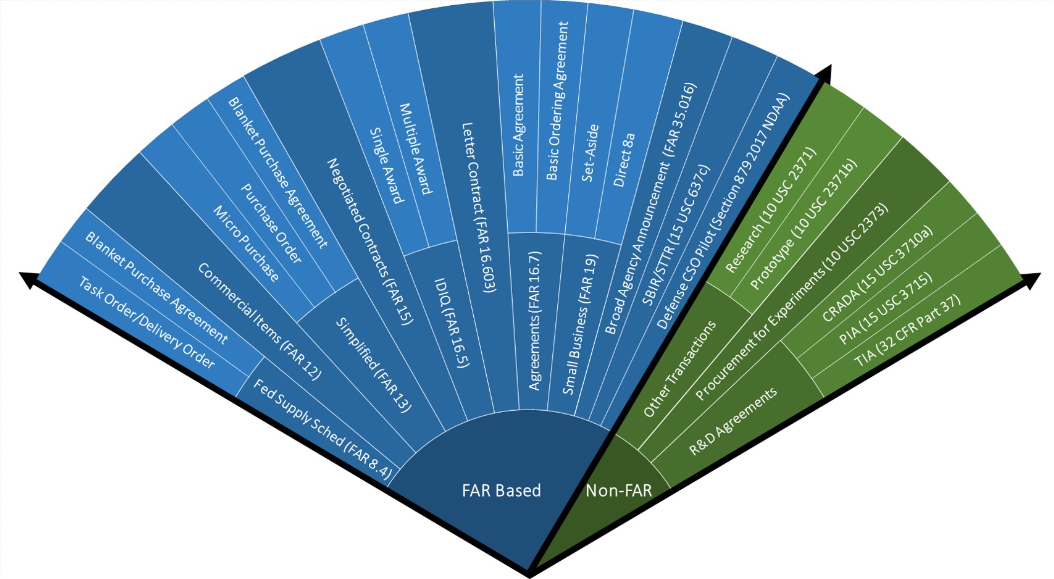 Task Order/Delivery Order
Blanket Purchase Agreement
Fed Supply Sched (FAR 8.4)
Commercial Items (FAR 12)
Micro Purchase
Purchase Order
Blanket Purchase Agreement
Simplified (FAR 13)
Negotiated Contracts (FAR 15)
Single Award
Multiple Award
IDIQ (FAR 16.5)
Letter Contract (FAR 16.603)
Basic Agreement
Basic Ordering Agreement
Agreements (FAR 16.7)
Set-Aside
Direct 8a
Small Business (FAR 19)
Broad Agency Announcement (FAR 35.016)
SBIR/STTR (15 USC 637c)
Defense CSO Pilot (Section 879 2017 NDAA)
FAR Based
Research (10 USC 2371)
Prototype (10 USC 2371b)
Other Transactions
Procurement for Experiments (10 USC 2373)
CRADA (15 USC 3710a)
PIA (15 USC 3715)
TIA (32 CFR Part 37)
R&D Agreements
Non-FAR